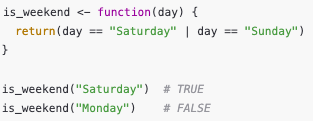 is_weekend <- function(day) {
  return(day == "Saturday" | day == "Sunday")
}

is_weekend("Saturday")  # TRUE
is_weekend("Monday")    # FALSE